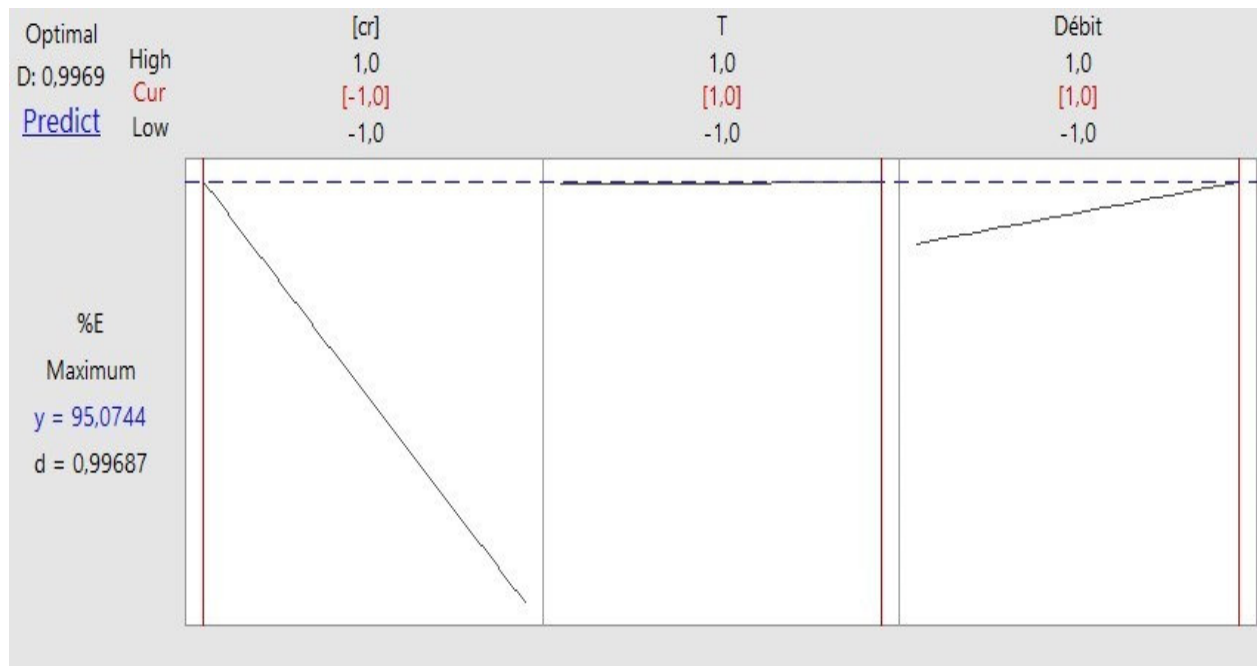 Optimal
D: 0,9969
Predict
High
Cur
Low
[cr]
1,0
[-1,0]
-1,0
T
1,0
[1,0]
-1,0
Débit
1,0
[1,0]
-1,0
%E
Maximum
y = 95,0744
d = 0,99687